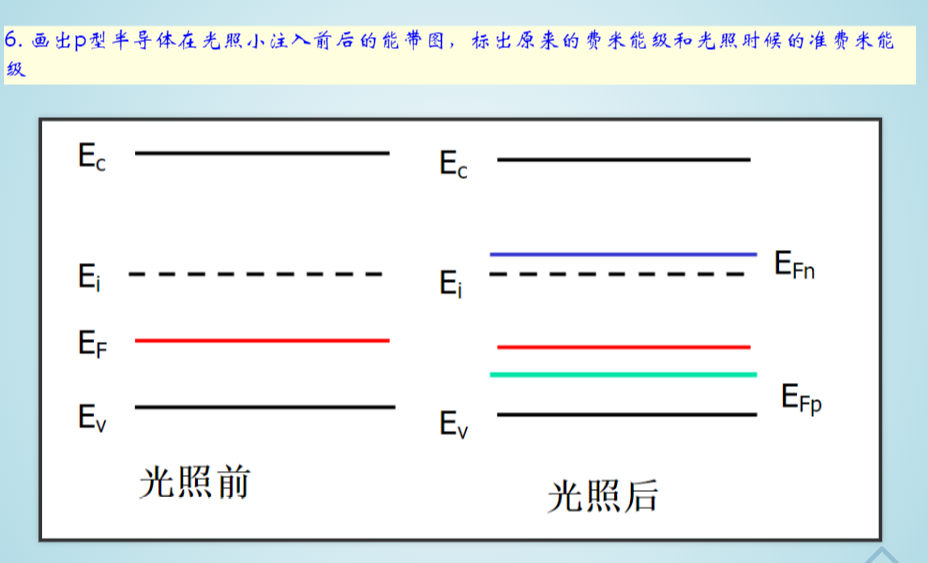 6. 画出p型半导体在光照小注入前后的能带图，标出原来的费米能级和光照时候的准费米能
级
Ec
Ec
Ei
Ei
EFn
EF
EFp
Ev
Ev
光照前
光照后